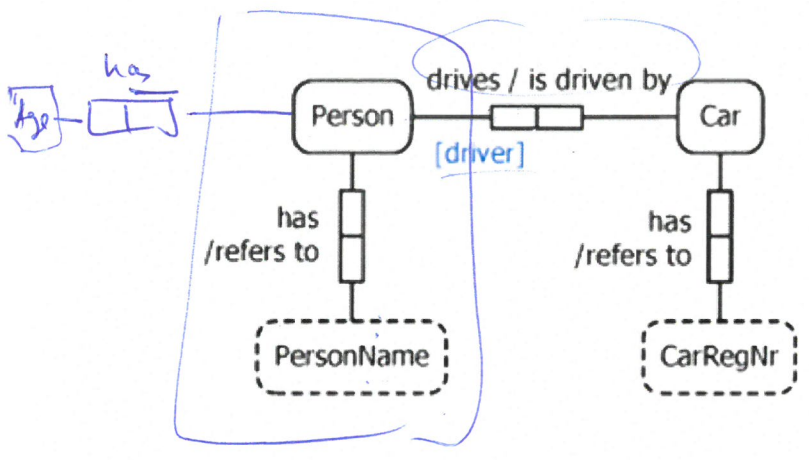 has
Age
drives / is driven by
Person
Car
[driver]
has
/refers to
has
/refers to
PersonName
CarRegNr